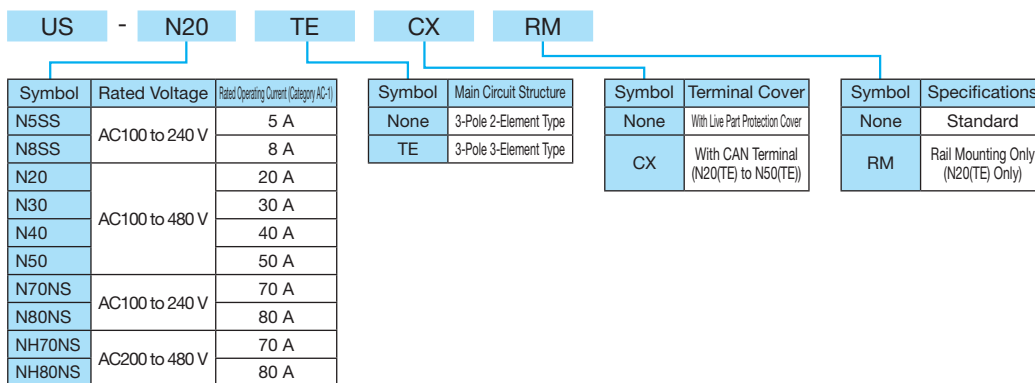 US - N20 TE CX RM
Symbol Rated Voltage Rated Operating Current (Category AC-1)
N5SS AC100 to 240 V 5 A
N8SS 8 A
N20 AC100 to 480 V 20 A
N30 30 A
N40 40 A
N50 50 A
N70NS AC100 to 240 V 70 A
N80NS 80 A
NH70NS AC200 to 480 V 70 A
NH80NS 80 A
Symbol Main Circuit Structure
None 3-Pole 2-Element Type
TE 3-Pole 3-Element Type
Symbol Terminal Cover
None With Live Part Protection Cover
CX With CAN Terminal
(N20(TE) to N50(TE))
Symbol Specifications
None Standard
RM Rail Mounting Only
(N20(TE) Only)